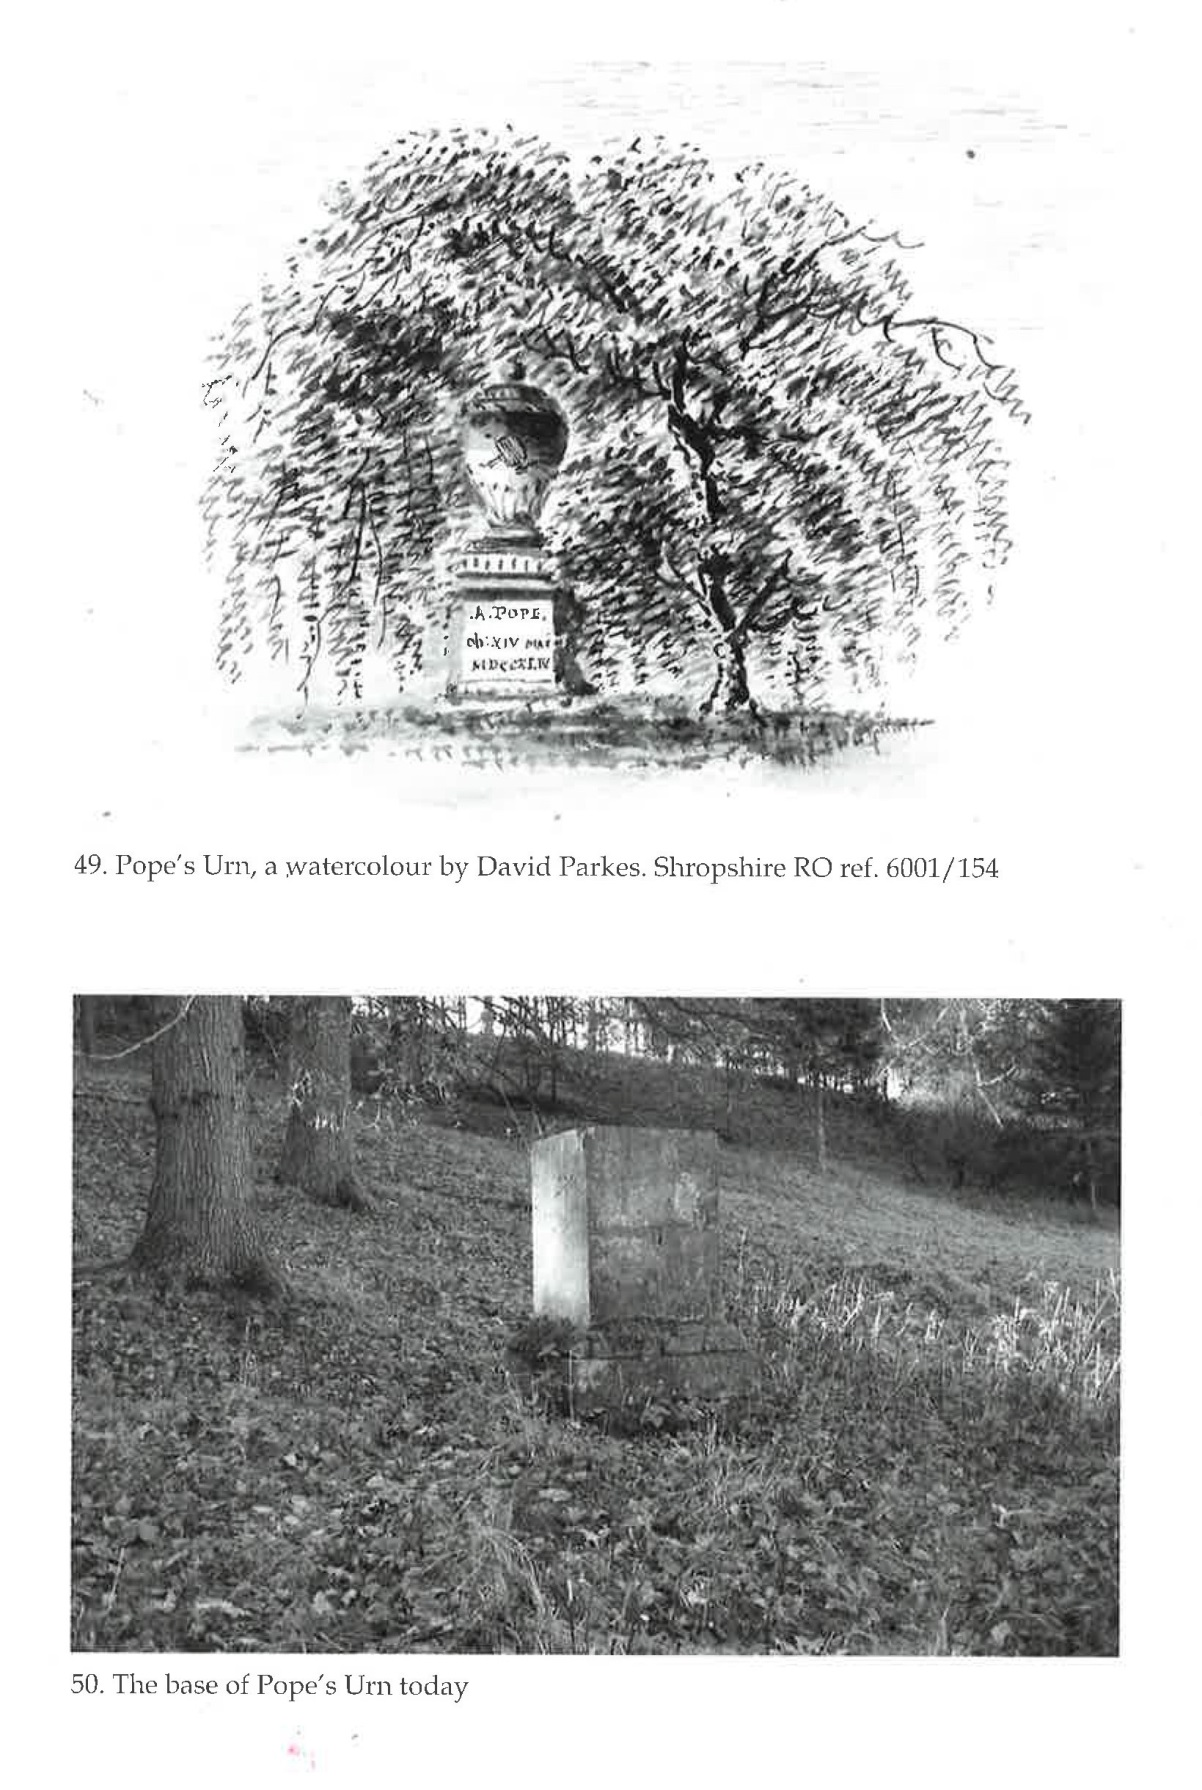 .A.POPE.
ob: XIV MAI
MDCCXLIV
49. Pope's Urn, a watercolour by David Parkes. Shropshire RO ref. 6001/154
50. The base of Pope's Urn today